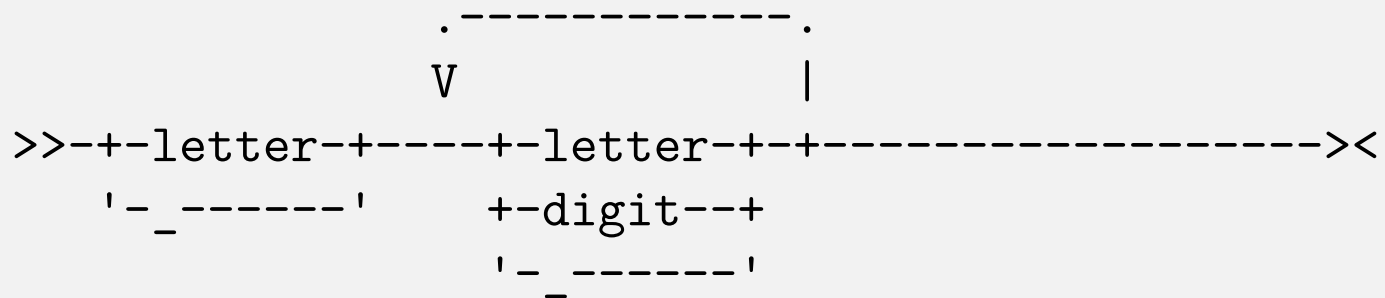 .------------.
                V            |
>>-+-letter-+----+-letter-+-+------------------><
   '-_------'    +-digit--+
                 '-_------'